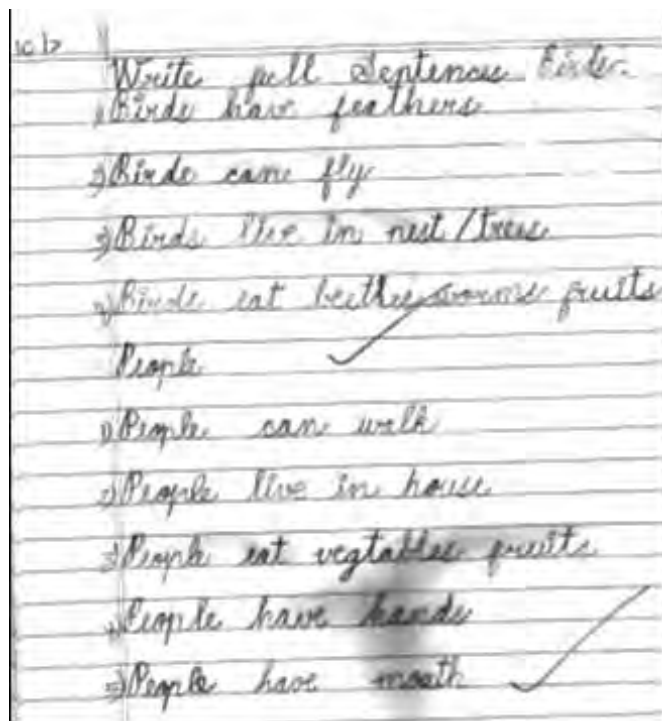 Write full Sentences Birds.
1) Birds have feathers
2) Birds can fly
3) Birds live in nest/trees
4) Birds eat beetles worms fruits
People
1) People can walk
2) People live in house
3) People eat vegtables fruits
4) People have hands
5) People have mouth